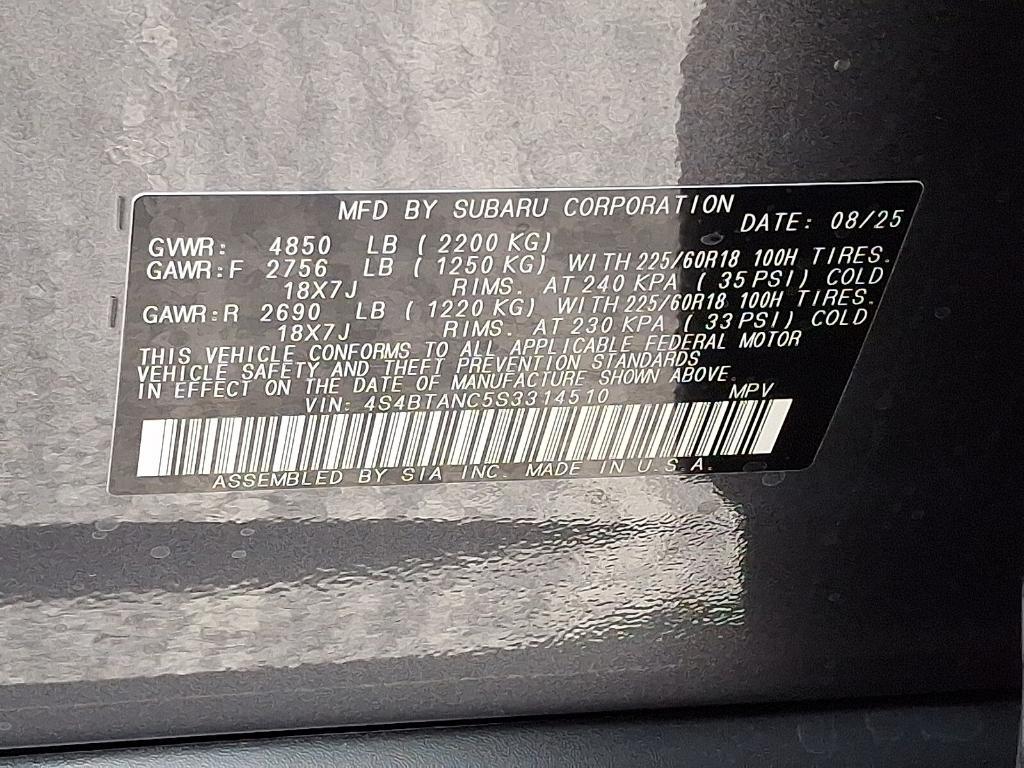 MFD BY SUBARU CORPORATION
DATE: 08/25
GVWR: 4850 LB (2200 KG)
GAWR:F 2756 LB (1250 KG) WITH 225/60R18 100H TIRES.
18X7J RIMS. AT 240 KPA (35 PSI) COLD
GAWR:R 2690 LB (1220 KG) WITH 225/60R18 100H TIRES.
18X7J RIMS. AT 230 KPA (33 PSI) COLD
THIS VEHICLE CONFORMS TO ALL APPLICABLE FEDERAL MOTOR
VEHICLE SAFETY AND THEFT PREVENTION STANDARDS
IN EFFECT ON THE DATE OF MANUFACTURE SHOWN ABOVE.
VIN: 4S4BTANC5S3314510 MPV
ASSEMBLED BY SIA INC. MADE IN U.S.A.